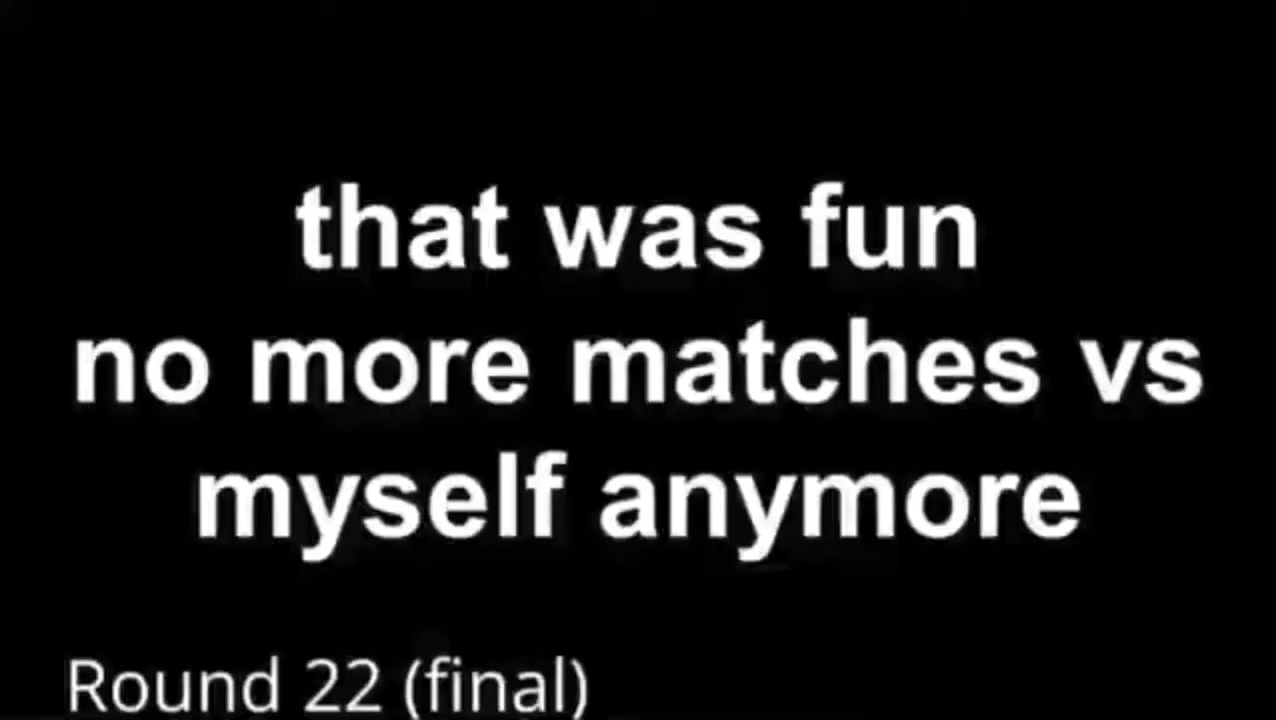 that was fun
no more matches vs
myself anymore
Round 22 (final)